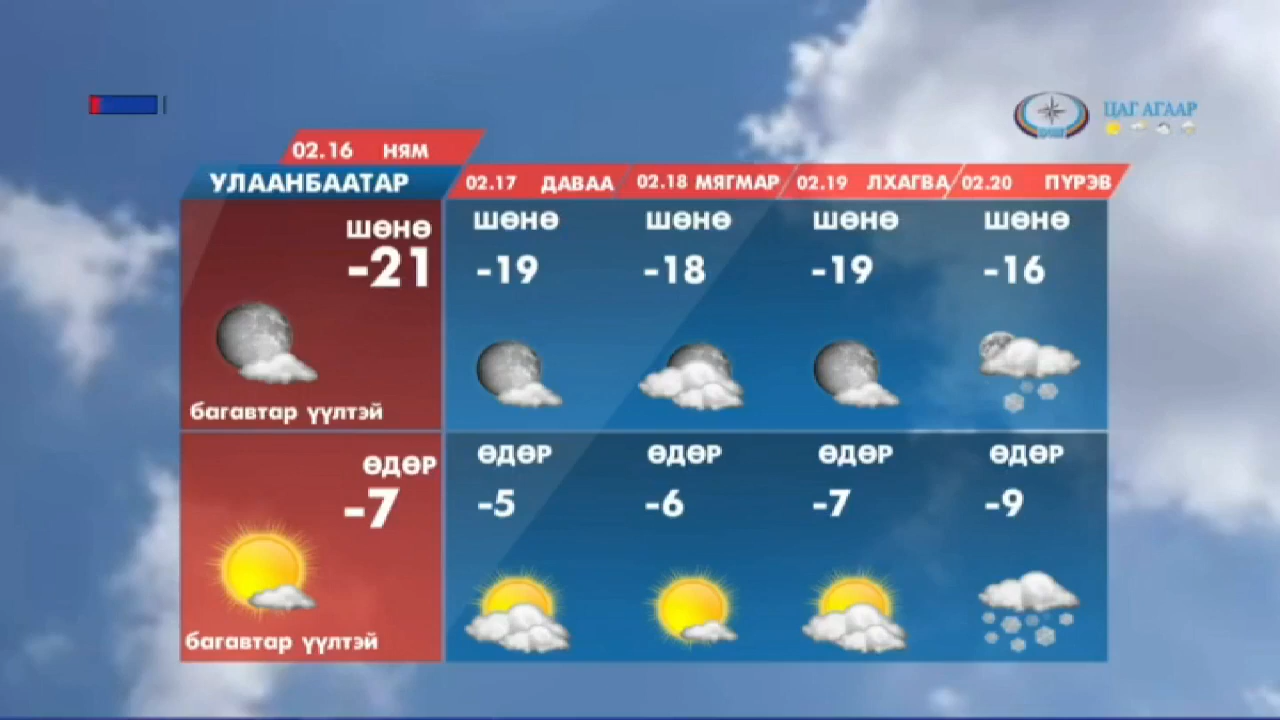 ЦАГ АГААР
02.16 НЯМ
УЛААНБААТАР
02.17 ДАВАА
02.18 МЯГМАР
02.19 ЛХАГВА
02.20 ПҮРЭВ
ШӨНӨ
-21
багавтар үүлтэй
ШӨНӨ
-19
ШӨНӨ
-18
ШӨНӨ
-19
ШӨНӨ
-16
ӨДӨР
-7
багавтар үүлтэй
ӨДӨР
-5
ӨДӨР
-6
ӨДӨР
-7
ӨДӨР
-9